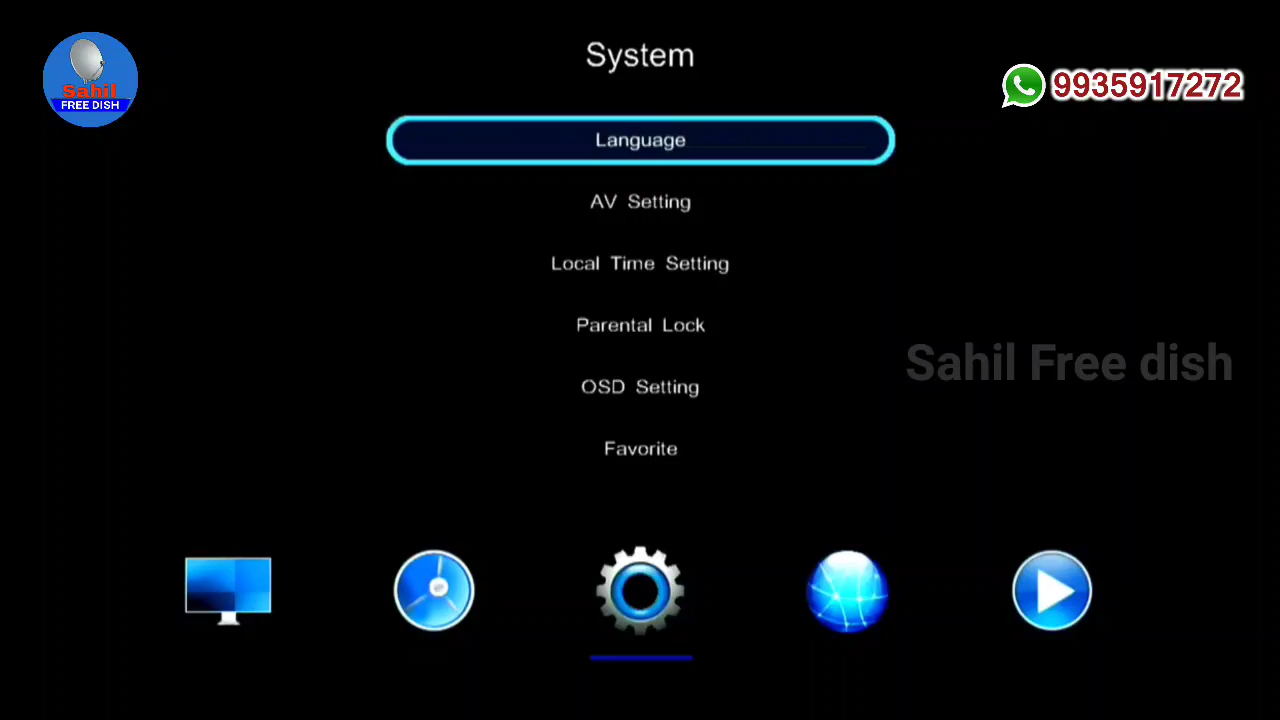 System
Sahil
FREE DISH
9935917272
Language
AV Setting
Local Time Setting
Parental Lock
Sahil Free dish
OSD Setting
Favorite